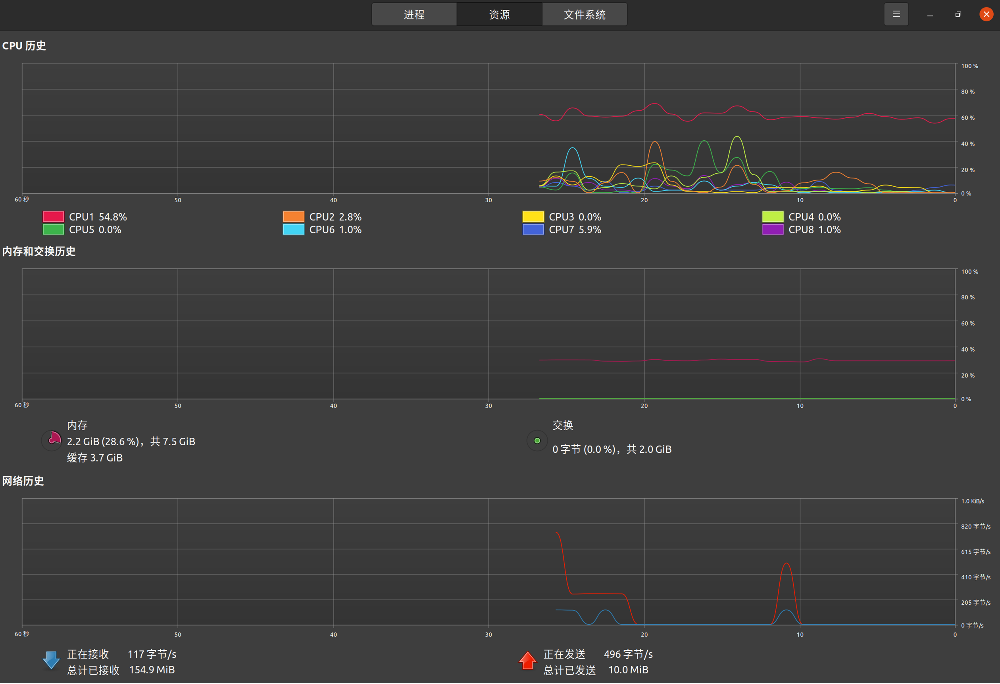 进程 资源 文件系统
CPU 历史
100 %
80 %
60 %
40 %
20 %
0 %
60 秒 50 40 30 20 10 0
CPU1 54.8% CPU2 2.8% CPU3 0.0% CPU4 0.0%
CPU5 0.0% CPU6 1.0% CPU7 5.9% CPU8 1.0%
内存和交换历史
100 %
80 %
60 %
40 %
20 %
0 %
60 秒 50 40 30 20 10 0
内存 交换
2.2 GiB (28.6 %)，共 7.5 GiB 0 字节 (0.0 %)，共 2.0 GiB
缓存 3.7 GiB
网络历史
1.0 KiB/s
820 字节/s
615 字节/s
410 字节/s
205 字节/s
0 字节/s
60 秒 50 40 30 20 10 0
正在接收 117 字节/s 正在发送 496 字节/s
总计已接收 154.9 MiB 总计已发送 10.0 MiB